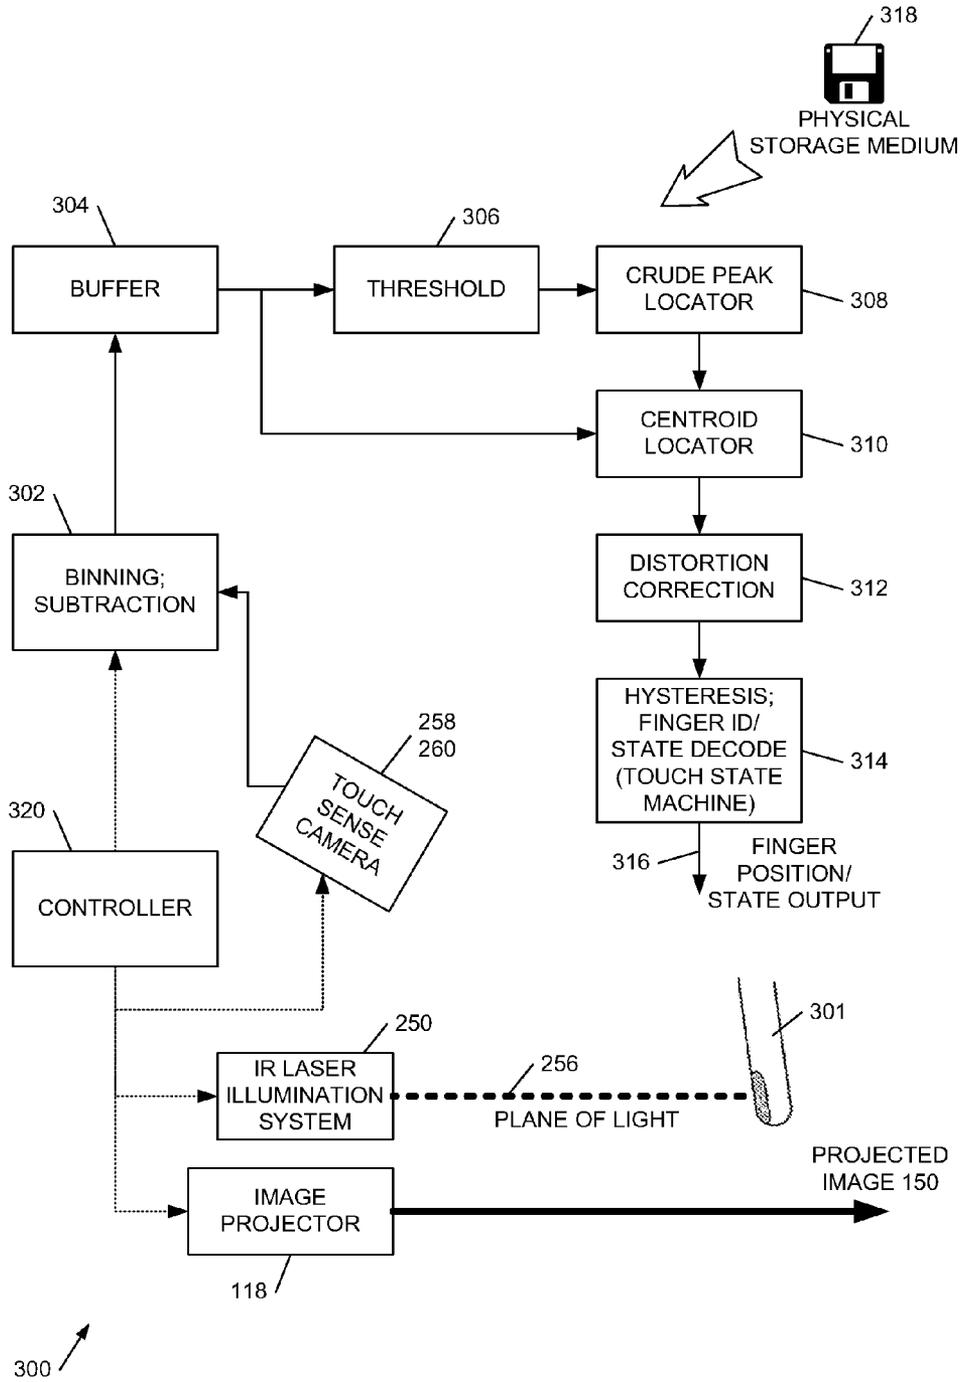 318
PHYSICAL
STORAGE MEDIUM
304
306
BUFFER
THRESHOLD
CRUDE PEAK
LOCATOR
308
CENTROID
LOCATOR
310
302
BINNING;
SUBTRACTION
DISTORTION
CORRECTION
312
HYSTERESIS;
FINGER ID/
STATE DECODE
(TOUCH STATE
MACHINE)
314
258
260
TOUCH
SENSE
CAMERA
320
CONTROLLER
316
FINGER
POSITION/
STATE OUTPUT
250
IR LASER
ILLUMINATION
SYSTEM
256
PLANE OF LIGHT
301
IMAGE
PROJECTOR
PROJECTED
IMAGE 150
118
300